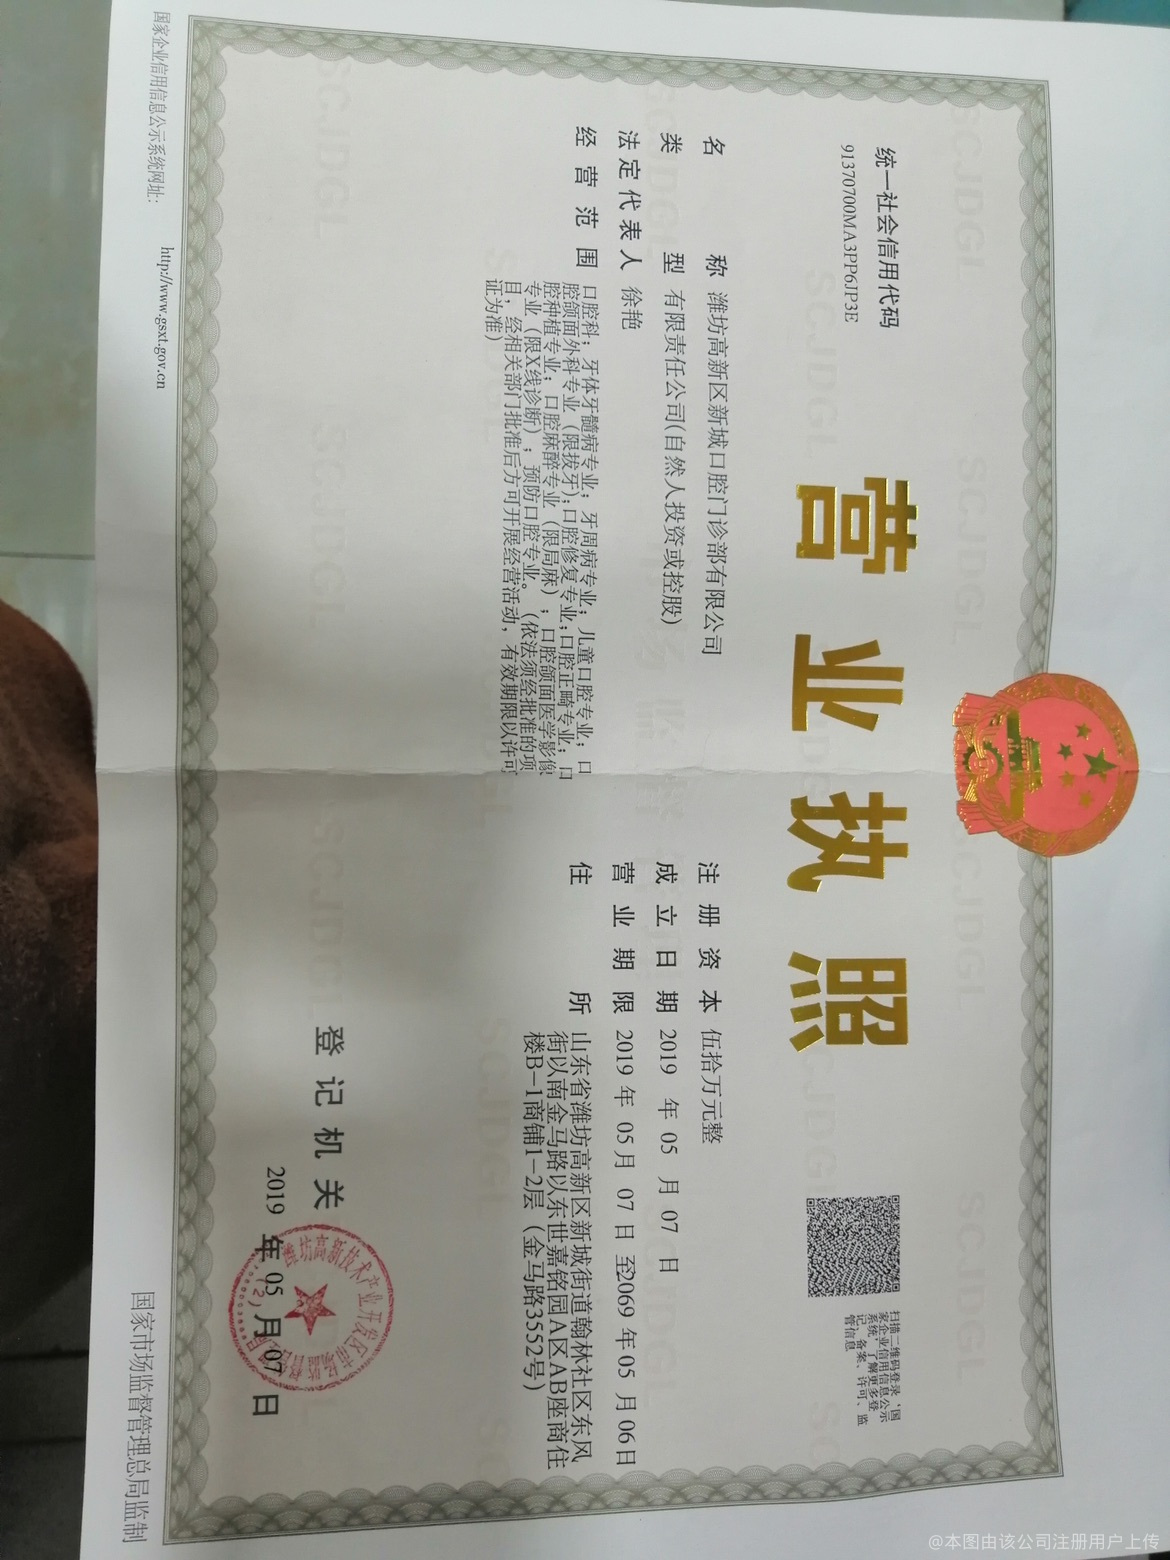 统一社会信用代码
91370700MA3PP6JP3E
营业执照
扫描二维码登录‘国
家企业信用信息公示
系统’了解更多登
记、备案、许可、监
管信息
名称 潍坊高新区新城口腔门诊部有限公司
类型 有限责任公司(自然人投资或控股)
法定代表人 徐艳
经营范围 口腔科；牙体牙髓病专业；牙周病专业；儿童口腔专业；口
腔颌面外科专业（限拔牙);口腔修复专业;口腔正畸专业；口
腔种植专业；口腔麻醉专业（限局麻）；口腔颌面医学影像
专业（限X线诊断）；预防口腔专业。（依法须经批准的项
目，经相关部门批准后方可开展经营活动，有效期限以许可
证为准）
注册资本 伍拾万元整
成立日期 2019 年 05 月 07 日
营业期限 2019 年 05 月 07 日 至2069 年 05 月 06 日
住所 山东省潍坊高新区新城街道翰林社区东风
街以南金马路以东世嘉铭园A区AB座商住
楼B-1商铺1-2层（金马路3552号）
登记机关
2019 年 05 月 07 日
国家企业信用信息公示系统网址： http://www.gsxt.gov.cn
国家市场监督管理总局监制
@本图由该公司注册用户上传